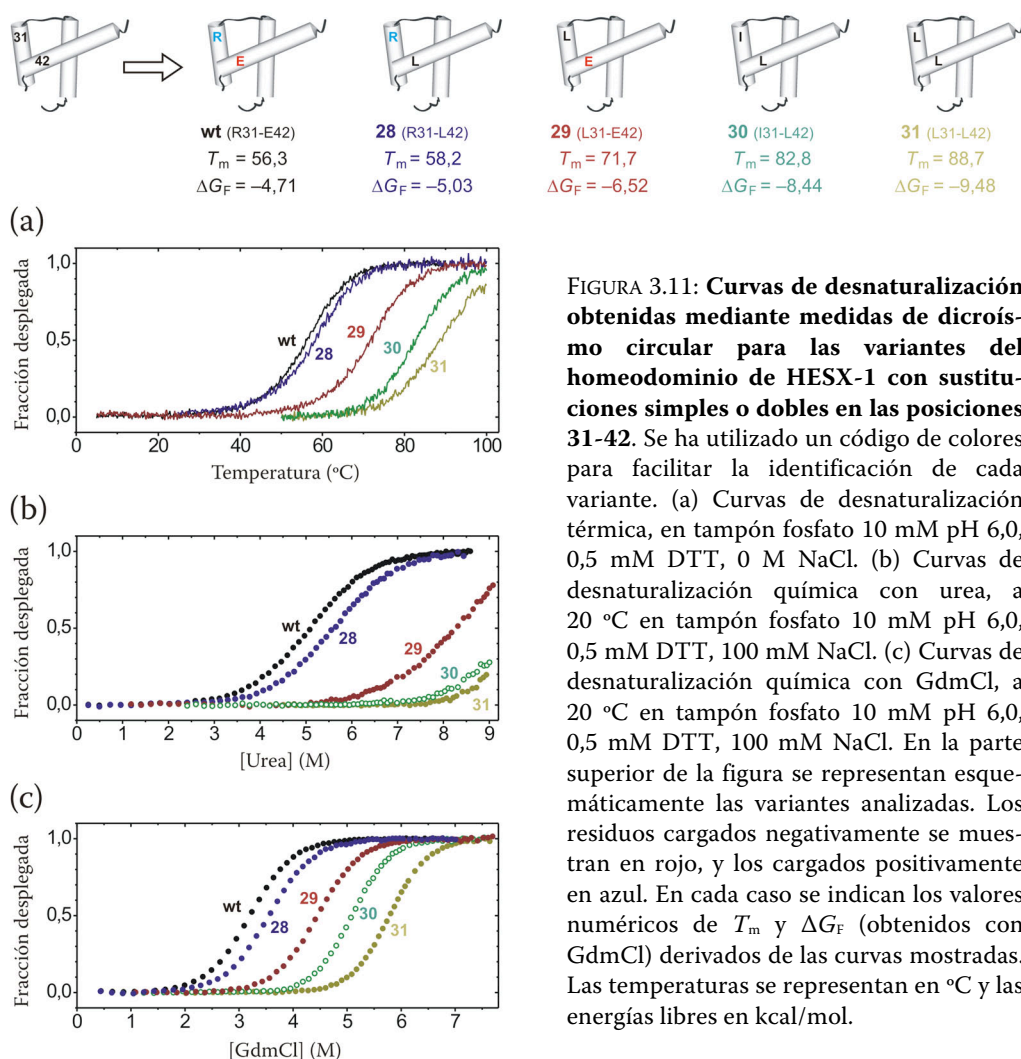 31
42
R
E
R
L
L
E
I
L
L
L
wt (R31-E42)
Tm = 56,3
ΔGF = –4,71
28 (R31-L42)
Tm = 58,2
ΔGF = –5,03
29 (L31-E42)
Tm = 71,7
ΔGF = –6,52
30 (I31-L42)
Tm = 82,8
ΔGF = –8,44
31 (L31-L42)
Tm = 88,7
ΔGF = –9,48
(a)
Fracción desplegada
1,0
0,5
0,0
wt
28
29
30
31
0 20 40 60 80 100
Temperatura (ºC)
(b)
Fracción desplegada
1,0
0,5
0,0
wt
28
29
30
31
0 1 2 3 4 5 6 7 8 9
[Urea] (M)
(c)
Fracción desplegada
1,0
0,5
0,0
wt
28
29
30
31
0 1 2 3 4 5 6 7
[GdmCl] (M)
FIGURA 3.11: Curvas de desnaturalización
obtenidas mediante medidas de dicroís-
mo circular para las variantes del
homeodominio de HESX-1 con sustitu-
ciones simples o dobles en las posiciones
31-42. Se ha utilizado un código de colores
para facilitar la identificación de cada
variante. (a) Curvas de desnaturalización
térmica, en tampón fosfato 10 mM pH 6,0,
0,5 mM DTT, 0 M NaCl. (b) Curvas de
desnaturalización química con urea, a
20 ºC en tampón fosfato 10 mM pH 6,0,
0,5 mM DTT, 100 mM NaCl. (c) Curvas de
desnaturalización química con GdmCl, a
20 ºC en tampón fosfato 10 mM pH 6,0,
0,5 mM DTT, 100 mM NaCl. En la parte
superior de la figura se representan esque-
máticamente las variantes analizadas. Los
residuos cargados negativamente se mues-
tran en rojo, y los cargados positivamente
en azul. En cada caso se indican los valores
numéricos de Tm y ΔGF (obtenidos con
GdmCl) derivados de las curvas mostradas.
Las temperaturas se representan en ºC y las
energías libres en kcal/mol.